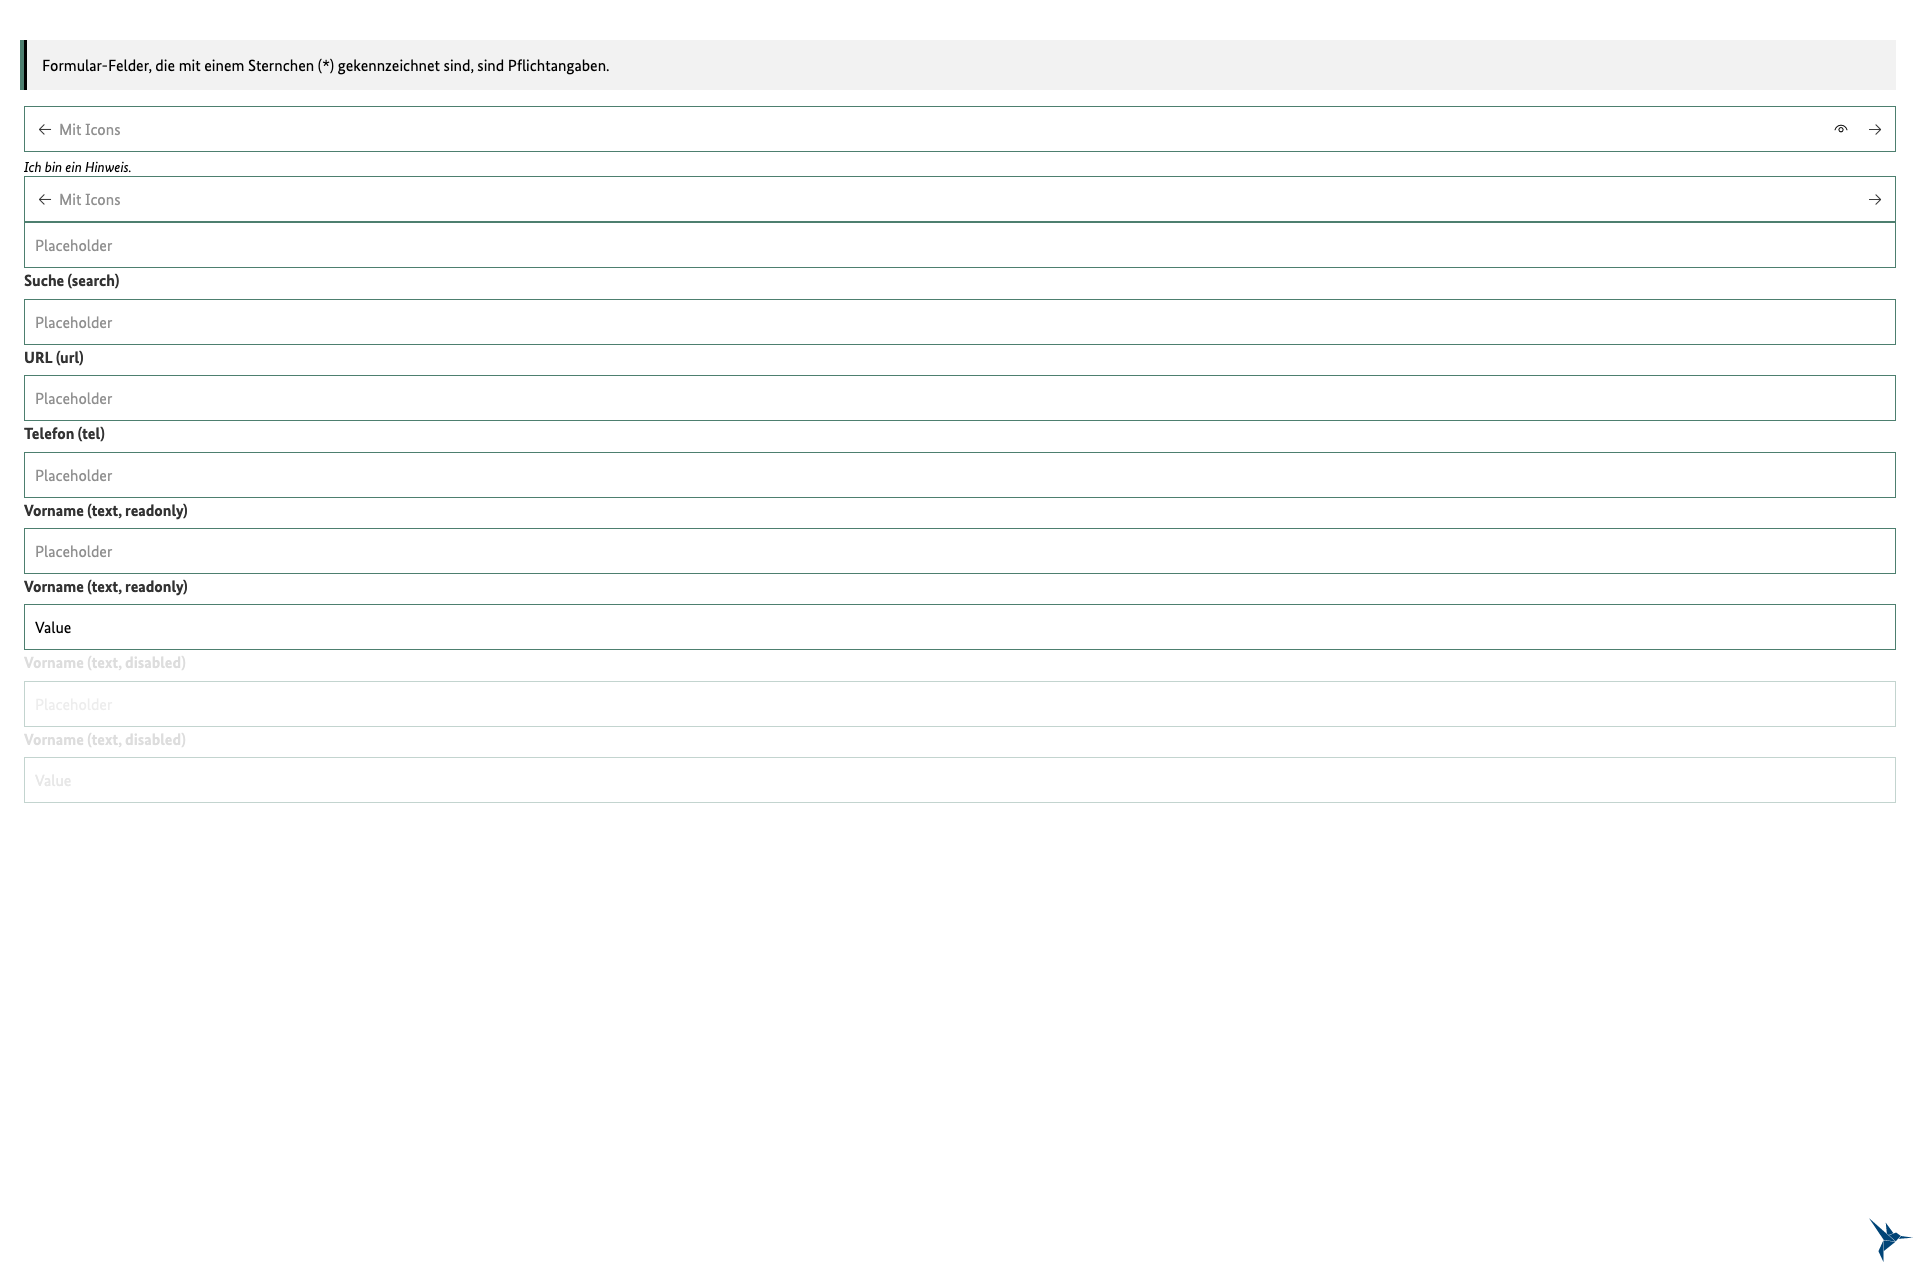 Formular-Felder, die mit einem Sternchen (*) gekennzeichnet sind, sind Pflichtangaben.
Mit Icons
Ich bin ein Hinweis.
Mit Icons
Placeholder
Suche (search)
Placeholder
URL (url)
Placeholder
Telefon (tel)
Placeholder
Vorname (text, readonly)
Placeholder
Vorname (text, readonly)
Value
Vorname (text, disabled)
Placeholder
Vorname (text, disabled)
Value